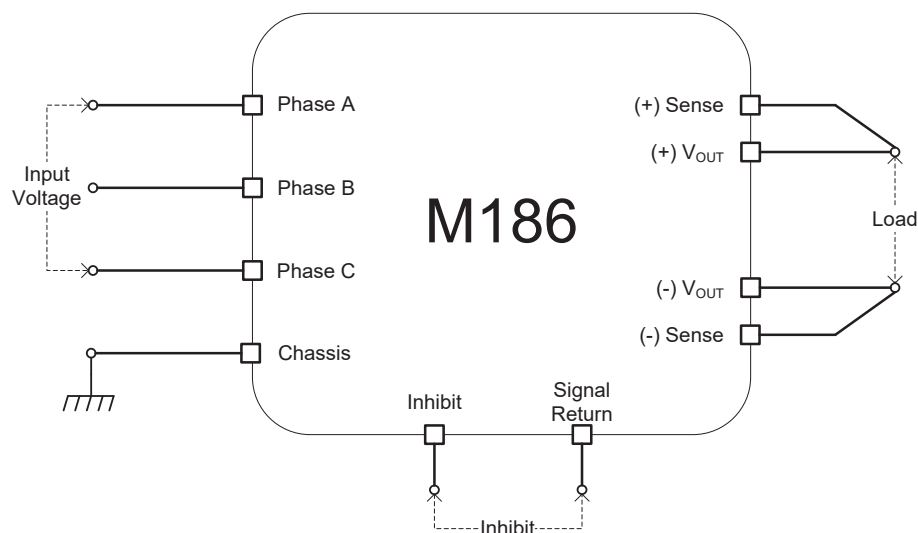 Phase A
(+) Sense
(+) VOUT
Input
Voltage
Phase B
M186
Load
Phase C
(-) VOUT
(-) Sense
Chassis
Inhibit
Signal
Return
Inhibit